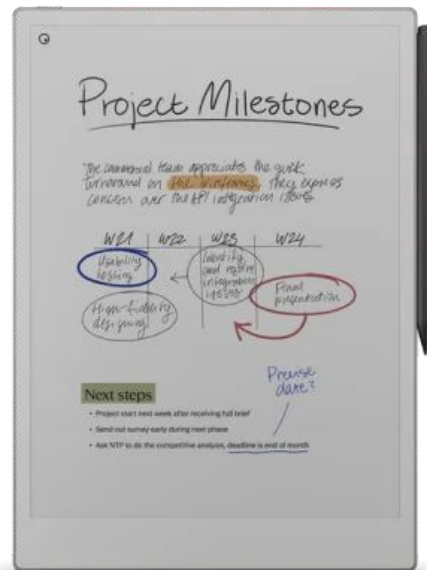 Project Milestones
The commercial team appreciates the quick
turnaround on the wireframes, they express
concern over the API integration issues
W21 W22 W23 W24
Usability
testing
Identify
and resolve
integration
issues
High-fidelity
designing
Final
presentation
Precise
date?
Next steps
• Project start next week after receiving full brief
• Send out survey early during next phase
• Ask NTP to do the competitive analysis, deadline is end of month